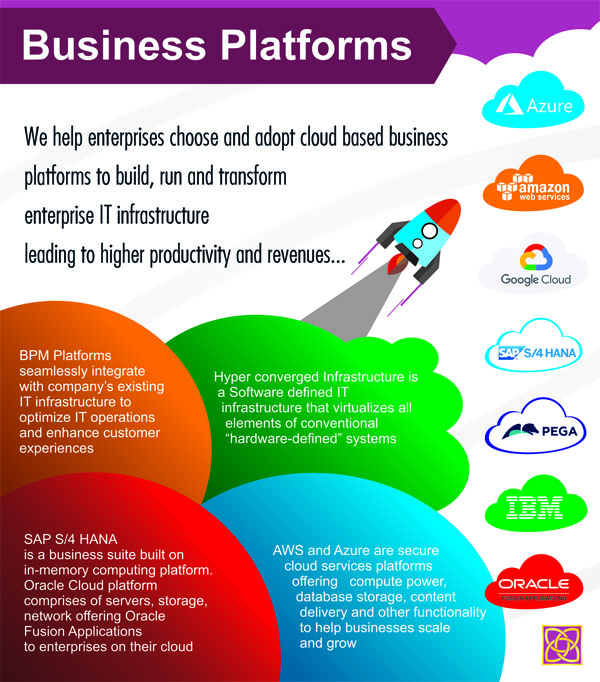 Business Platforms
We help enterprises choose and adopt cloud based business
platforms to build, run and transform
enterprise IT infrastructure
leading to higher productivity and revenues...
Azure
amazon
web services
Google Cloud
SAP S/4 HANA
PEGA
IBM
ORACLE
FUSION APPLICATIONS
BPM Platforms
seamlessly integrate
with company's existing
IT infrastructure to
optimize IT operations
and enhance customer
experiences
Hyper converged Infrastructure is
a Software defined IT
infrastructure that virtualizes all
elements of conventional
“hardware-defined” systems
SAP S/4 HANA
is a business suite built on
in-memory computing platform.
Oracle Cloud platform
comprises of servers, storage,
network offering Oracle
Fusion Applications
to enterprises on their cloud
AWS and Azure are secure
cloud services platforms
offering compute power,
database storage, content
delivery and other functionality
to help businesses scale
and grow